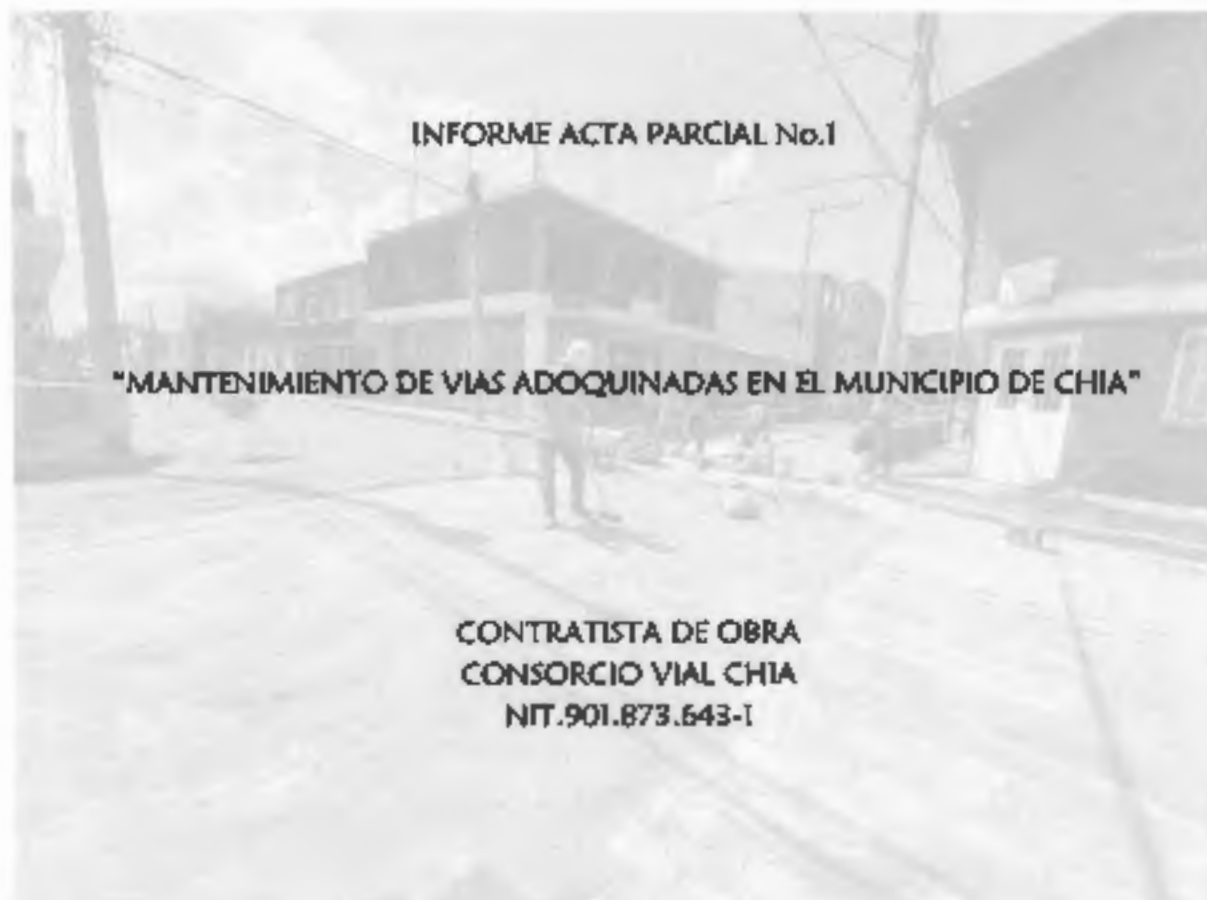 INFORME ACTA PARCIAL No.1
"MANTENIMIENTO DE VIAS ADOQUINADAS EN EL MUNICIPIO DE CHIA"
CONTRATISTA DE OBRA
CONSORCIO VIAL CHIA
NIT.901.873.643-1